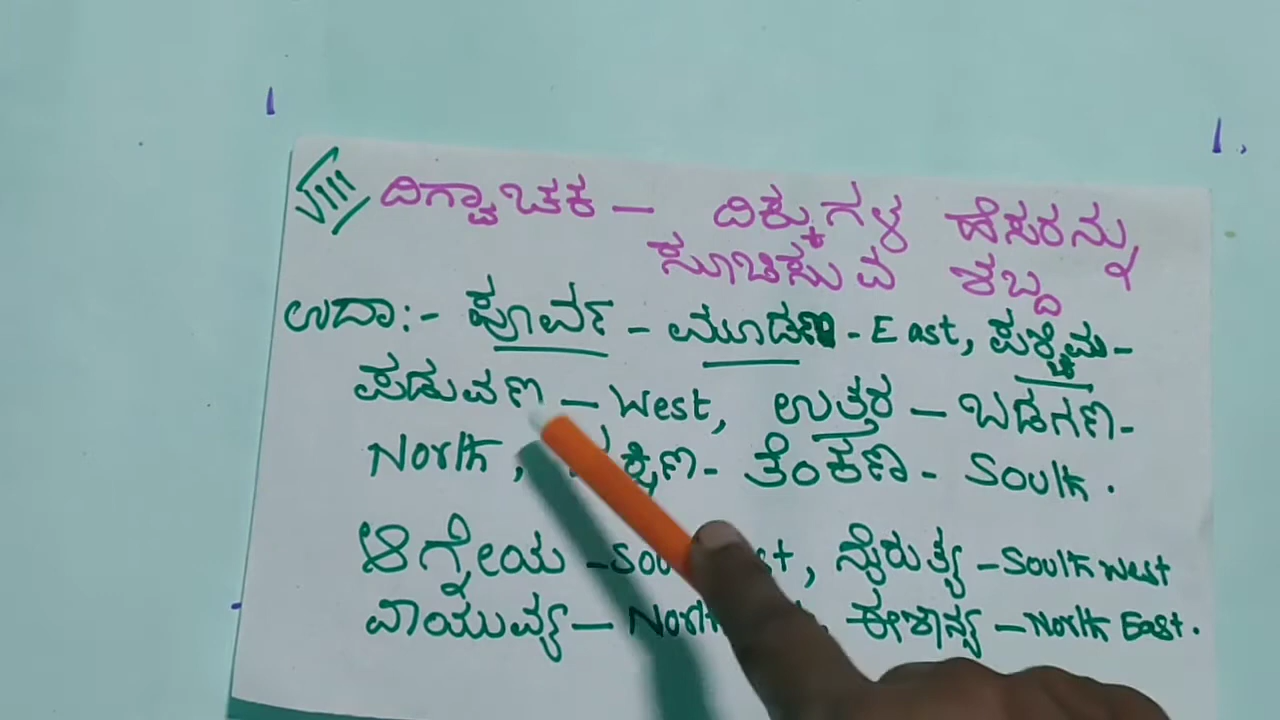 VIII ದಿಗ್ವಾಚಕ – ದಿಕ್ಕುಗಳ ಹೆಸರನ್ನು
ಸೂಚಿಸುವ ಶಬ್ದ
ಉದಾ:- ಪೂರ್ವ - ಮೂಡಣ - East, ಪಶ್ಚಿಮ-
ಪಡುವಣ – West, ಉತ್ತರ – ಬಡಗಣ-
North, - ತೆಂಕಣ - South.
ಆಗ್ನೇಯ - , ನೈರುತ್ಯ - South west
ವಾಯುವ್ಯ – ಈಶಾನ್ಯ – North East.